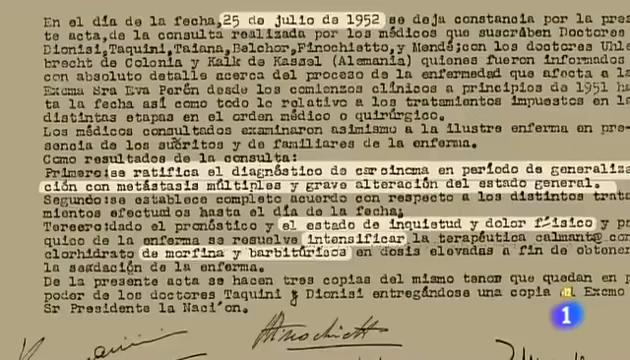 En el día de la fecha, 25 de julio de 1952 se deja constancia por la pres
te acta, de la consulta realizada por los médicos que suscríben Doctores
Dionisi, Taquini, Taiana, Belchor, Finochietto, y Mendé; con los doctores Uhle
brecht de Colonia y Kalk de Kassel (Alemania) quienes fueron informados
con absoluto detalle acerca del proceso de la enfermedad que afecta a la
Excma Sra Eva Perón desde los comienzos clínicos a principios de 1951 ha
ta la fecha así como todo lo relativo a los tratamientos impuestos en la
distintas etapas en el orden médico o quirúrgico.
Los médicos consultados examinaron asimismo a la ilustre enferma en pre-
sencia de los suscritos y de familiares de la enferma.
Como resultados de la consulta:
Primero: se ratifica el diagnóstico de carcinoma en período de generaliza
ción con metástasis múltiples y grave alteración del estado general.
Segundo: se establece completo acuerdo con respecto a los distintos trata
mientos efectuados hasta el día de la fecha;
Tercero: dado el pronóstico y el estado de inquietud y dolor físico y
quico de la enferma se resuelve intensificar la terapéutica calmante con
clorhidrato de morfina y barbitúricos en dosis elevadas a fin de obtener
la sedación de la enferma.
De la presente acta se hacen tres copias del mismo tenor que quedan en
poder de los doctores Taquini y Dionisi entregándose una copia al Excmo
Sr Presidente la Nación.
1